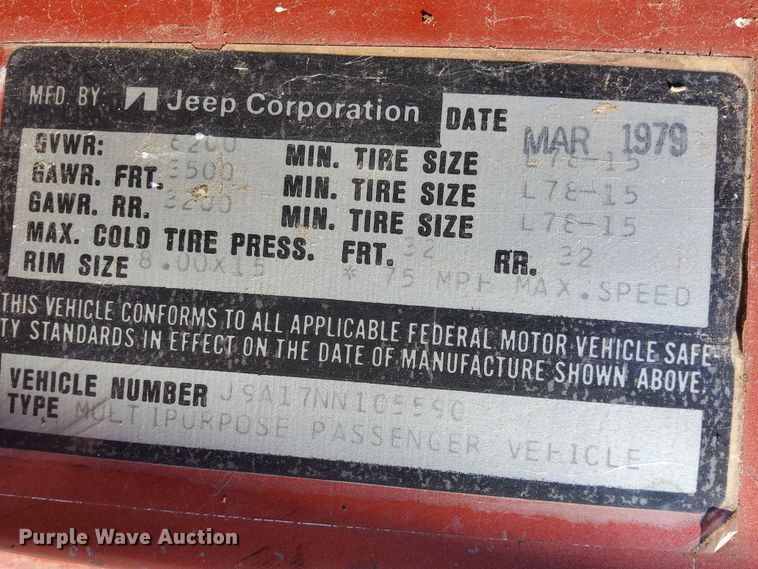 MFD. BY: Jeep Corporation DATE MAR 1979
GVWR: 6200 MIN. TIRE SIZE L78-15
GAWR. FRT. 3500 MIN. TIRE SIZE L78-15
GAWR. RR. 3200 MIN. TIRE SIZE L78-15
MAX. COLD TIRE PRESS. FRT. 32 RR. 32
RIM SIZE 8.00X15 * 75 MPH MAX.SPEED
THIS VEHICLE CONFORMS TO ALL APPLICABLE FEDERAL MOTOR VEHICLE SAFE-
TY STANDARDS IN EFFECT ON THE DATE OF MANUFACTURE SHOWN ABOVE.
VEHICLE NUMBER J9A17NN105590
TYPE MULTIPURPOSE PASSENGER VEHICLE
Purple Wave Auction